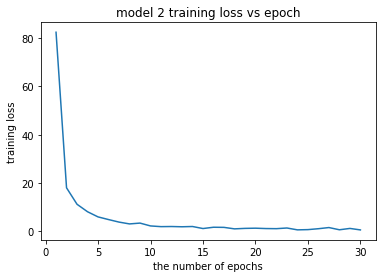 model 2 training loss vs epoch
80
60
40
20
0
training loss
0 5 10 15 20 25 30
the number of epochs